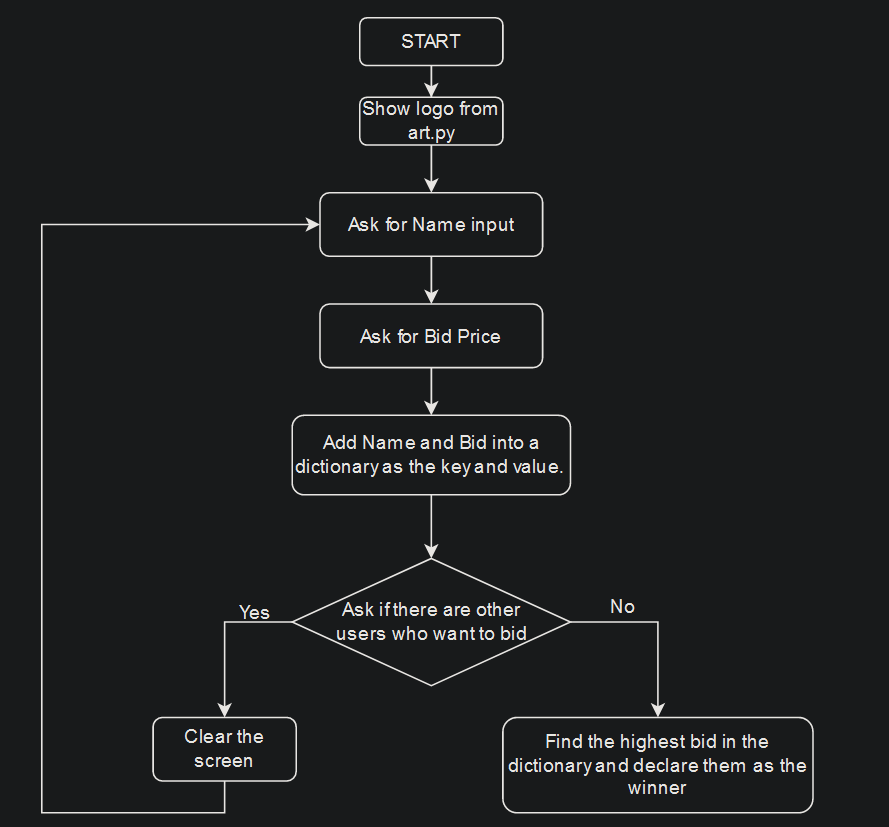 START
Show logo from
art.py
Ask for Name input
Ask for Bid Price
Add Name and Bid into a
dictionary as the key and value.
Ask if there are other
users who want to bid
Yes
No
Clear the
screen
Find the highest bid in the
dictionary and declare them as the
winner